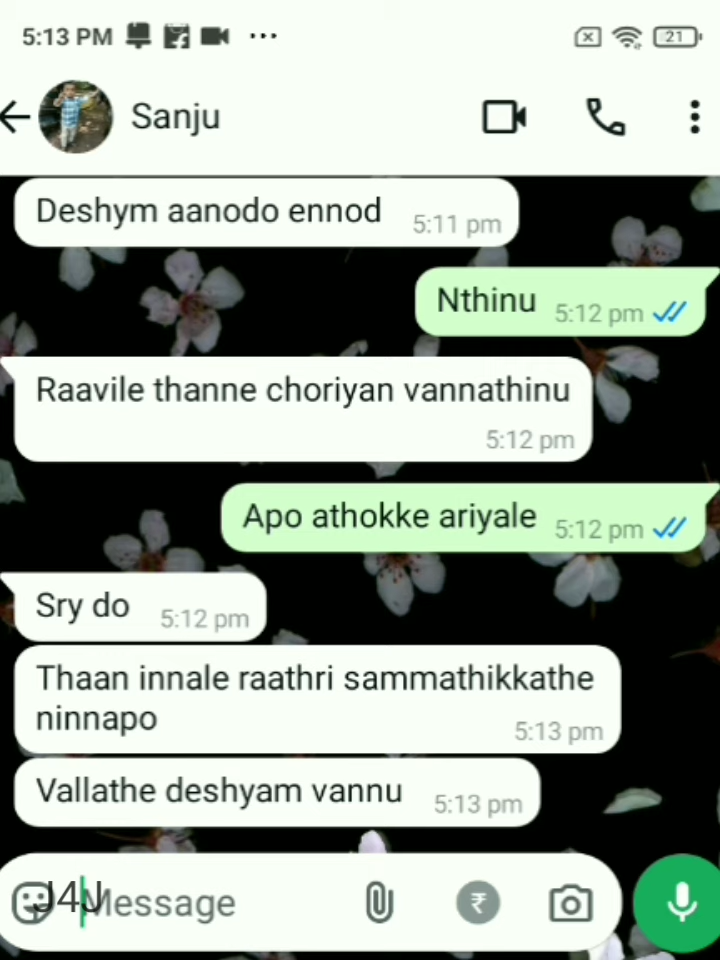 5:13 PM
21
Sanju
Deshym aanodo ennod 5:11 pm
Nthinu 5:12 pm
Raavile thanne choriyan vannathinu
5:12 pm
Apo athokke ariyale 5:12 pm
Sry do 5:12 pm
Thaan innale raathri sammathikkathe
ninnapo 5:13 pm
Vallathe deshyam vannu 5:13 pm
J4J
Message
₹